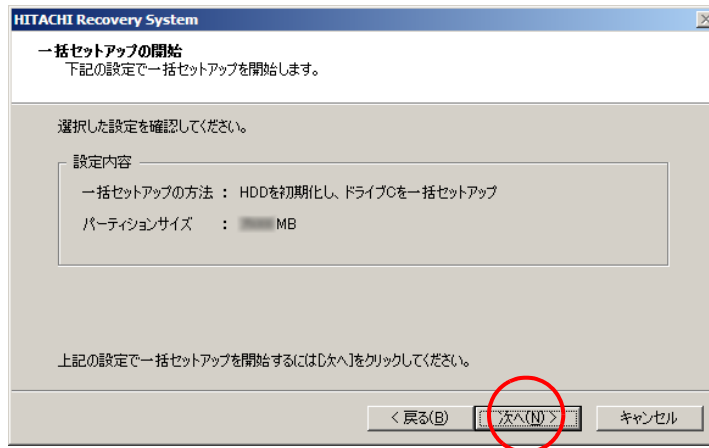 HITACHI Recovery System
一括セットアップの開始
下記の設定で一括セットアップを開始します。
選択した設定を確認してください。
設定内容
一括セットアップの方法 : HDDを初期化し、ドライブCを一括セットアップ
パーティションサイズ : MB
上記の設定で一括セットアップを開始するには[次へ]をクリックしてください。
< 戻る(B) 次へ(N) > キャンセル